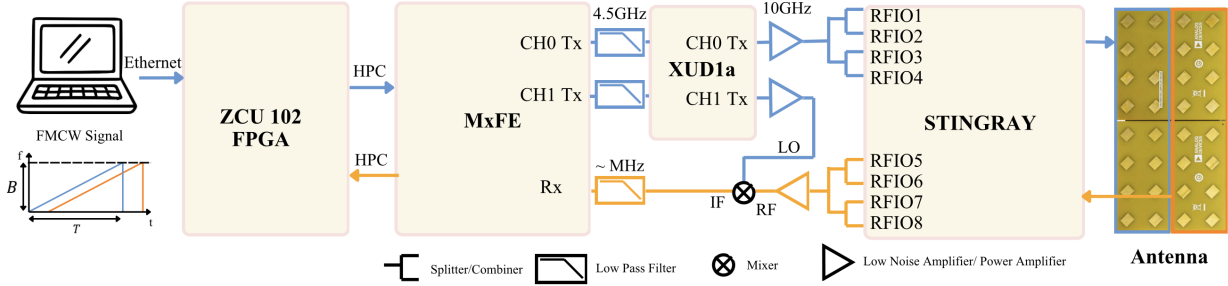 Ethernet
FMCW Signal
f
B
T
t
ZCU 102
FPGA
HPC
HPC
MxFE
CH0 Tx
CH1 Tx
Rx
4.5GHz
~ MHz
XUD1a
CH0 Tx
CH1 Tx
10GHz
LO
IF
RF
RFIO1
RFIO2
RFIO3
RFIO4
STINGRAY
RFIO5
RFIO6
RFIO7
RFIO8
Antenna
Splitter/Combiner
Low Pass Filter
Mixer
Low Noise Amplifier/ Power Amplifier